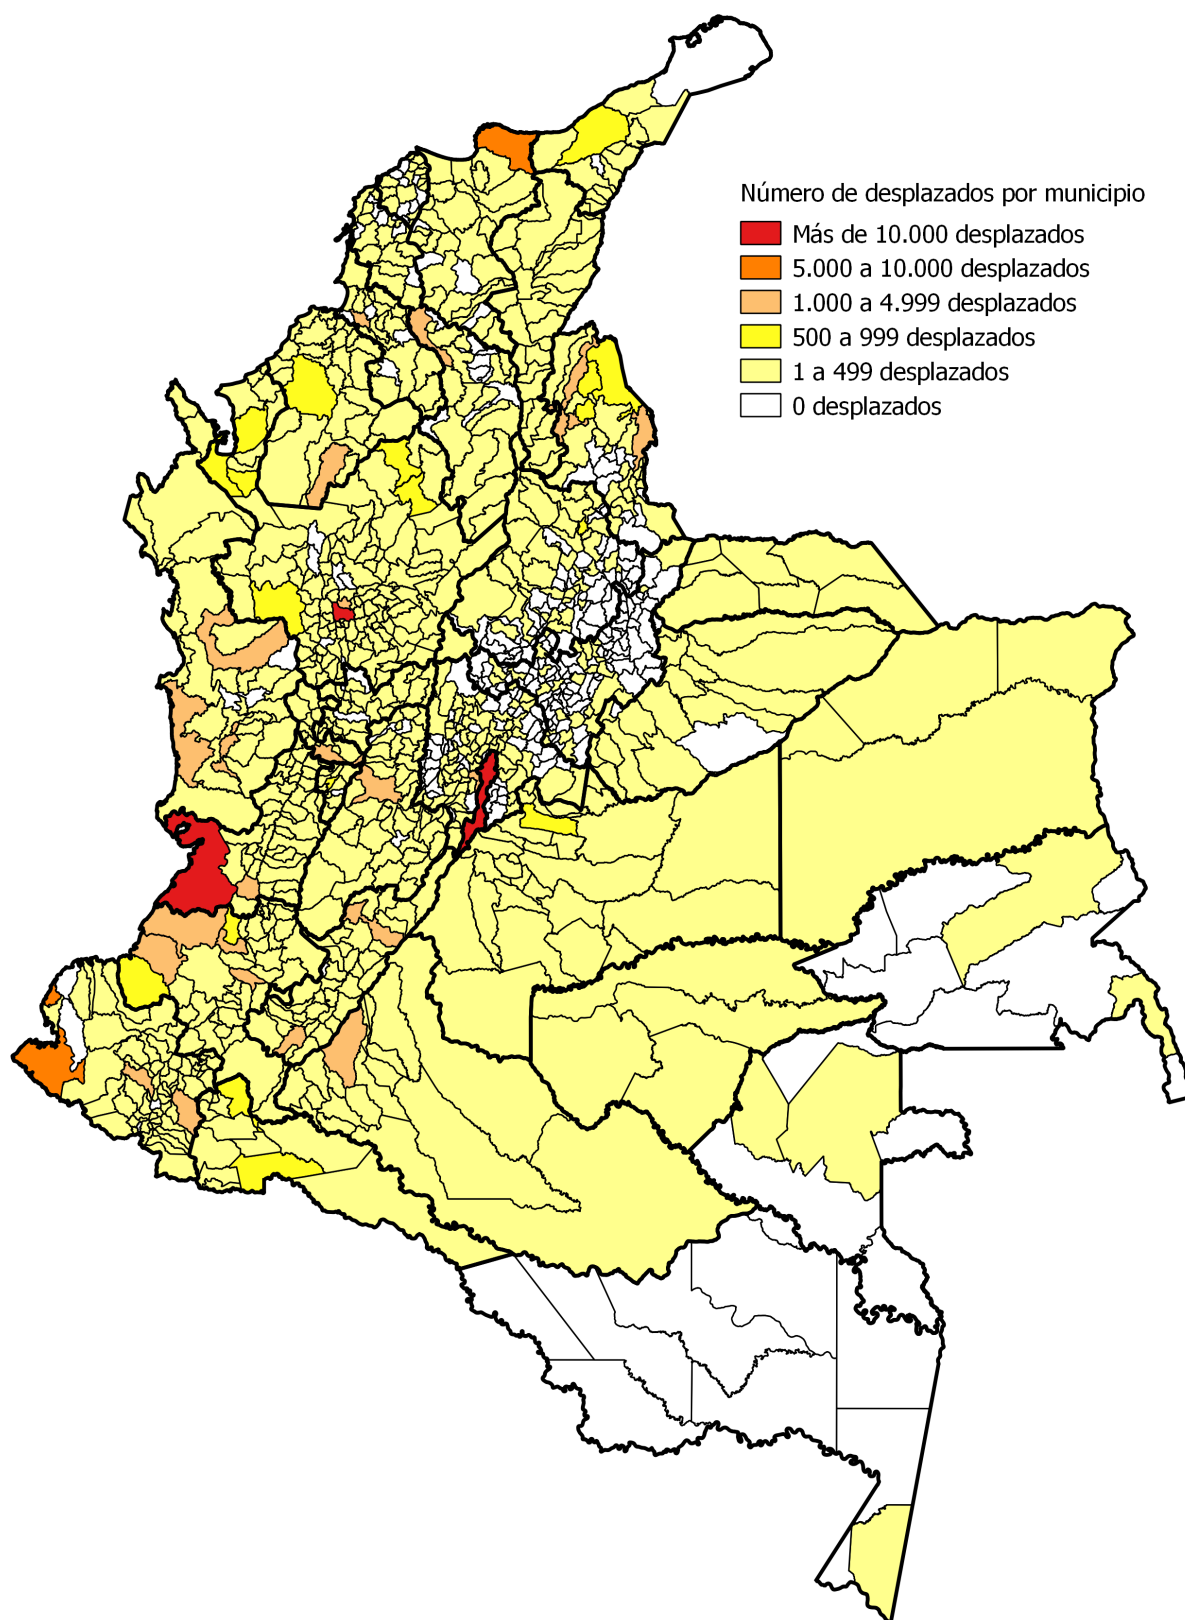 Número de desplazados por municipio
Más de 10.000 desplazados
5.000 a 10.000 desplazados
1.000 a 4.999 desplazados
500 a 999 desplazados
1 a 499 desplazados
0 desplazados